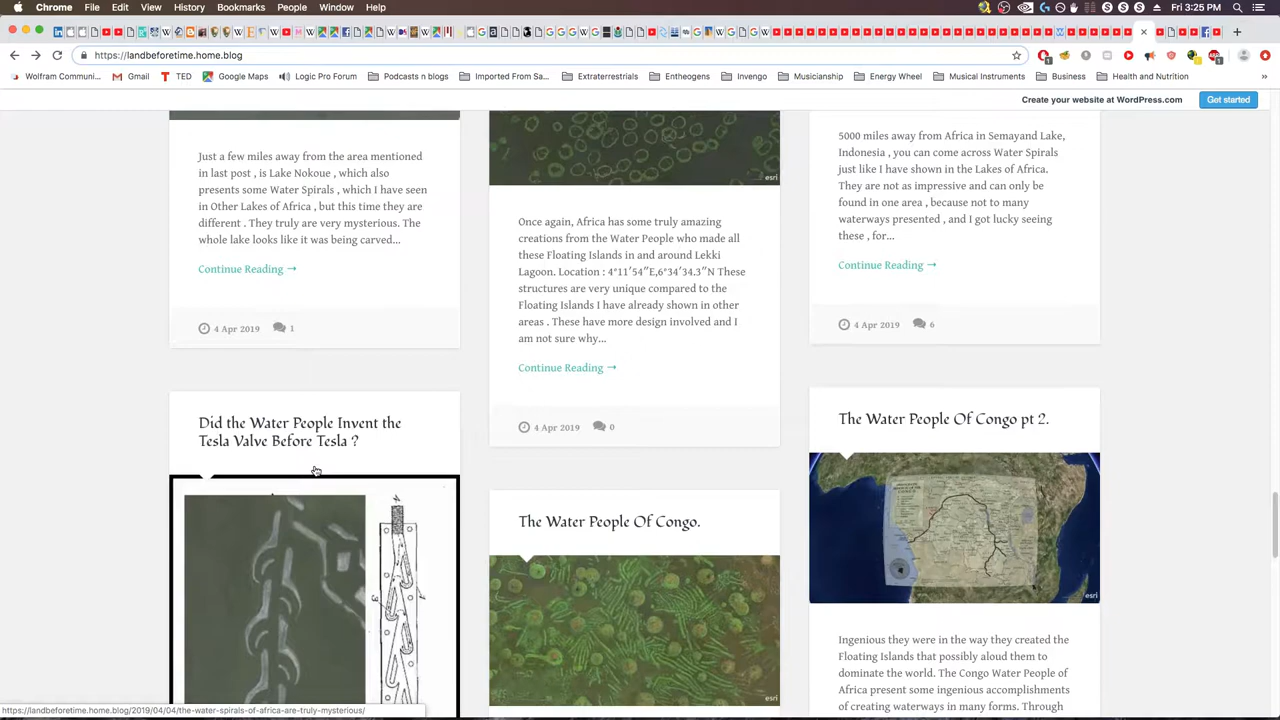 Chrome File Edit View History Bookmarks People Window Help
Fri 3:25 PM
https://landbeforetime.home.blog
Wolfram Communi... Gmail TED Google Maps Logic Pro Forum Podcasts n blogs Imported From Sa... Extraterrestrials Entheogens Invengo Musicianship Energy Wheel Musical Instruments Business Health and Nutrition
Create your website at WordPress.com Get started
Just a few miles away from the area mentioned
in last post , is Lake Nokoue , which also
presents some Water Spirals , which I have seen
in Other Lakes of Africa , but this time they are
different . They truly are very mysterious. The
whole lake looks like it was being carved...
Continue Reading →
4 Apr 2019 1
Did the Water People Invent the
Tesla Valve Before Tesla ?
esri
Once again, Africa has some truly amazing
creations from the Water People who made all
these Floating Islands in and around Lekki
Lagoon. Location : 4°11′54″E,6°34′34.3″N These
structures are very unique compared to the
Floating Islands I have already shown in other
areas . These have more design involved and I
am not sure why...
Continue Reading →
4 Apr 2019 0
The Water People Of Congo.
5000 miles away from Africa in Semayand Lake,
Indonesia , you can come across Water Spirals
just like I have shown in the Lakes of Africa.
They are not as impressive and can only be
found in one area , because not to many
waterways presented , and I got lucky seeing
these , for...
Continue Reading →
4 Apr 2019 6
The Water People Of Congo pt 2.
esri
Ingenious they were in the way they created the
Floating Islands that possibly aloud them to
dominate the world. The Congo Water People of
Africa present some ingenious accomplishments
of creating waterways in many forms. Through
esri
https://landbeforetime.home.blog/2019/04/04/the-water-spirals-of-africa-are-truly-mysterious/